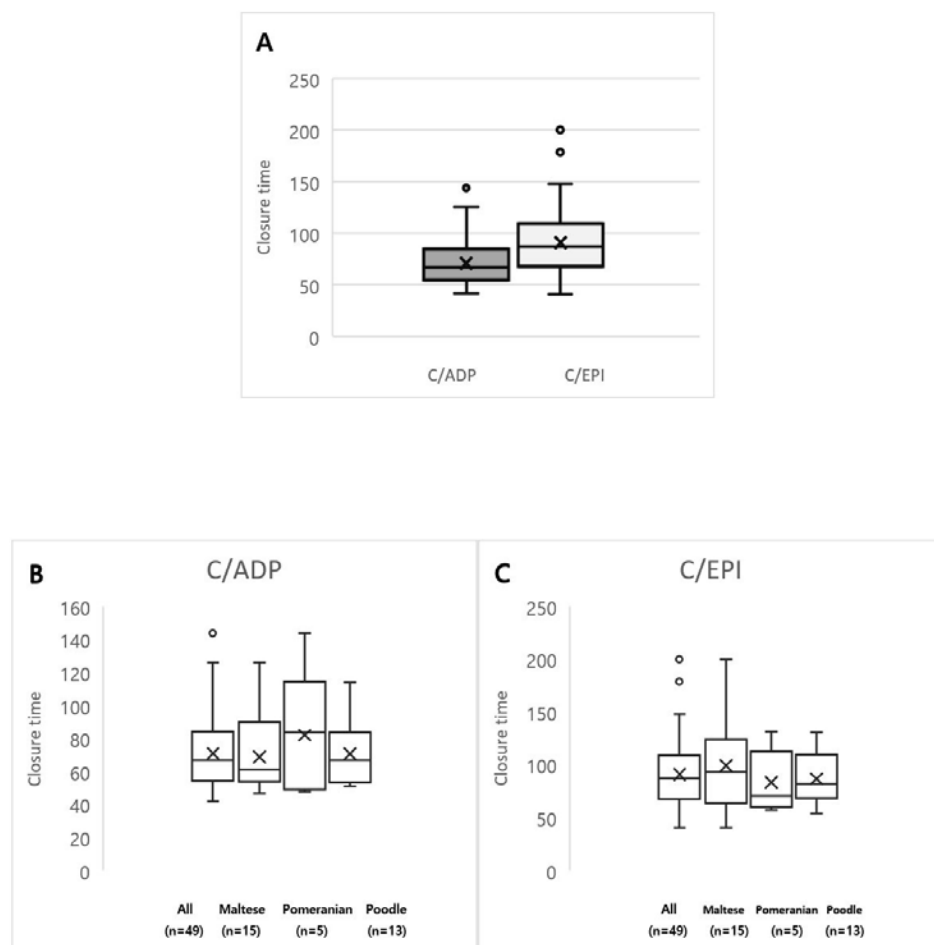 A
250
200
150
100
50
0
Closure time
C/ADP C/EPI
B
C/ADP
160
140
120
100
80
60
40
20
0
Closure time
All Maltese Pomeranian Poodle
(n=49) (n=15) (n=5) (n=13)
C
C/EPI
250
200
150
100
50
0
Closure time
All Maltese Pomeranian Poodle
(n=49) (n=15) (n=5) (n=13)